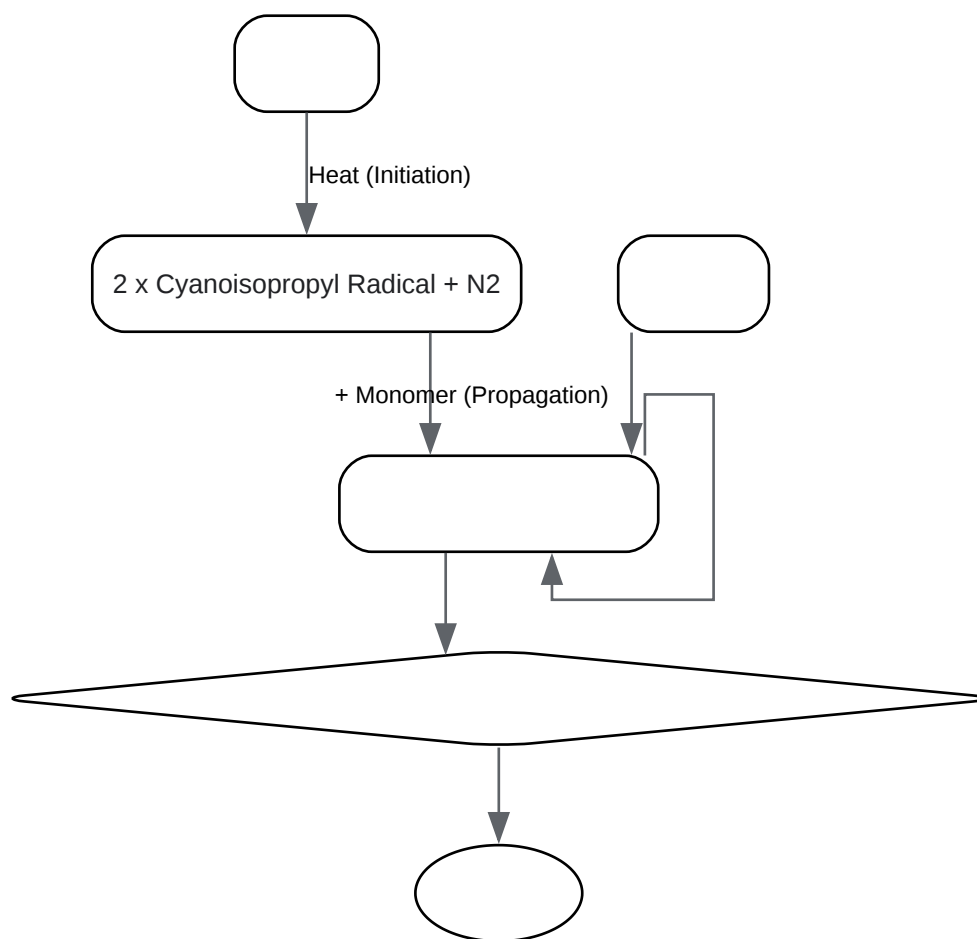 Heat (Initiation)
2 x Cyanoisopropyl Radical + N2
+ Monomer (Propagation)